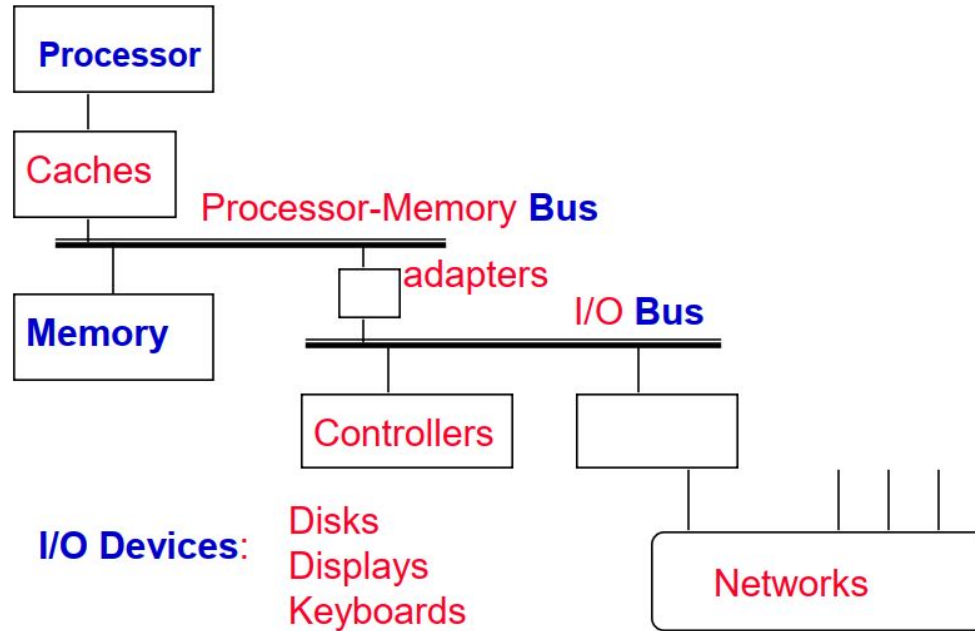 Processor
Caches
Processor-Memory Bus
adapters
I/O Bus
Memory
Controllers
I/O Devices:
Disks
Displays
Keyboards
Networks